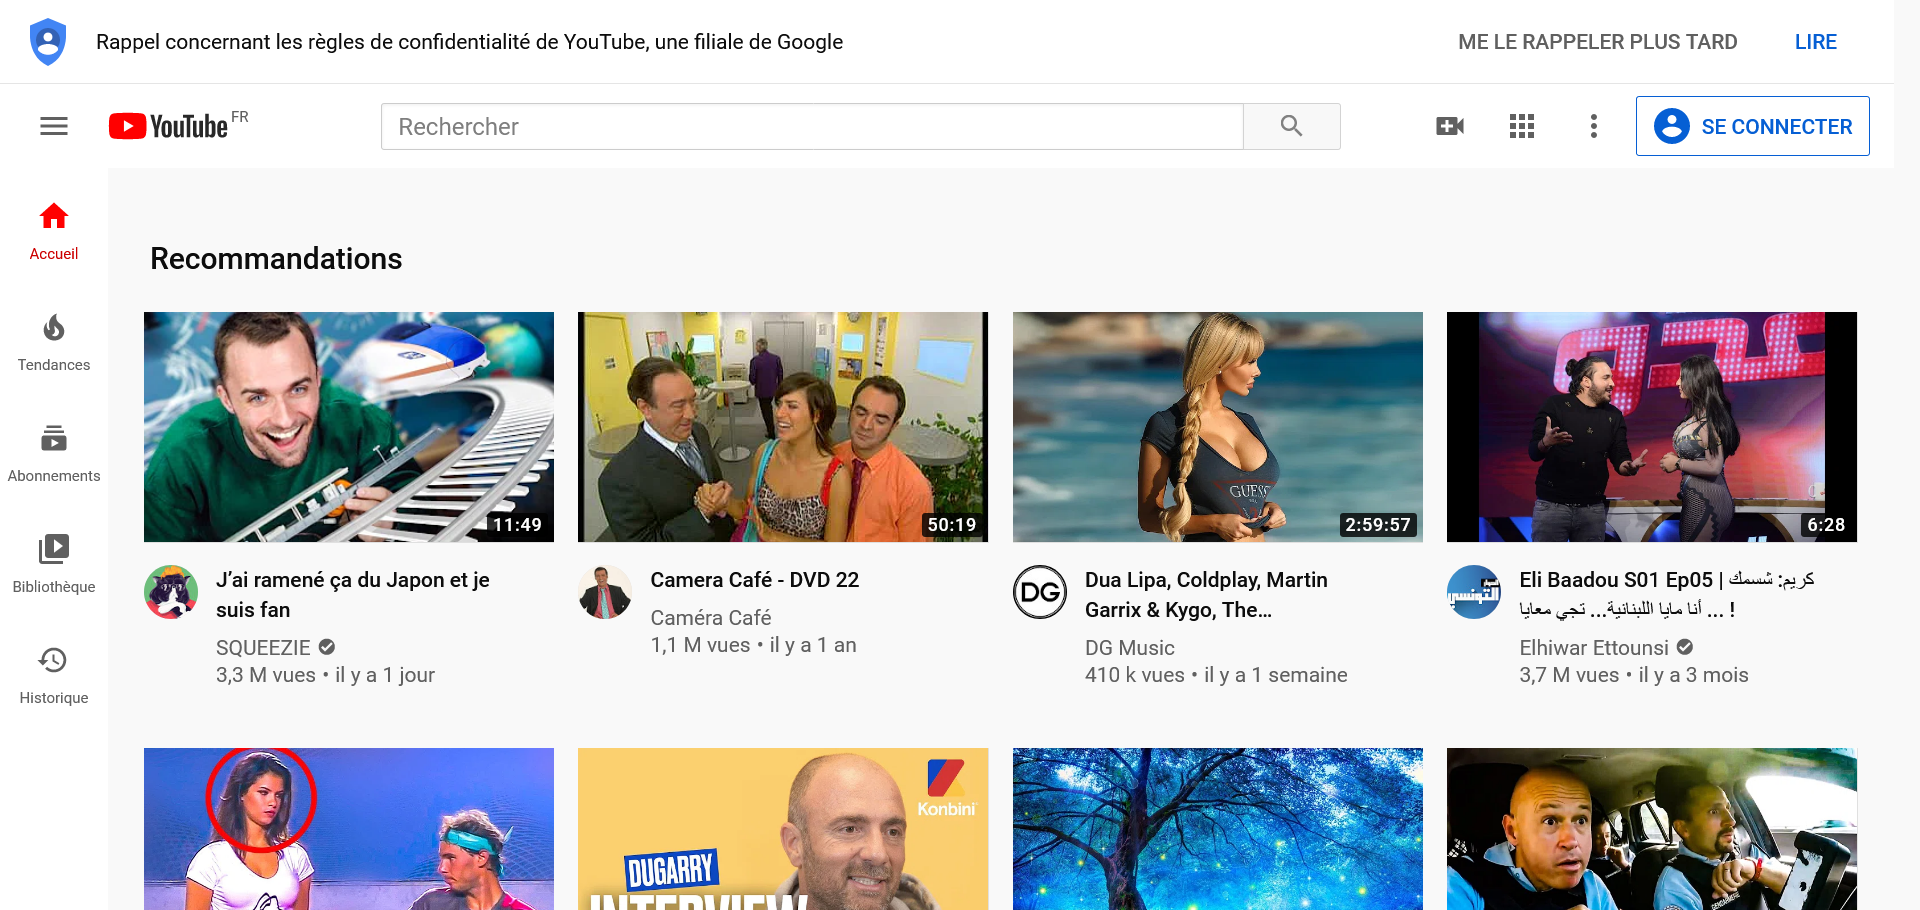 Rappel concernant les règles de confidentialité de YouTube, une filiale de Google
ME LE RAPPELER PLUS TARD
LIRE
YouTube FR
Rechercher
SE CONNECTER
Accueil
Tendances
Abonnements
Bibliothèque
Historique
Recommandations
11:49
50:19
GUESS
2:59:57
6:28
J’ai ramené ça du Japon et je
suis fan
SQUEEZIE
3,3 M vues • il y a 1 jour
Camera Café - DVD 22
Caméra Café
1,1 M vues • il y a 1 an
DG
Dua Lipa, Coldplay, Martin
Garrix & Kygo, The...
DG Music
410 k vues • il y a 1 semaine
التونسي
Eli Baadou S01 Ep05 | كريم: شسمك
أنا مايا اللبنانية... تجي معايا ... !
Elhiwar Ettounsi
3,7 M vues • il y a 3 mois
Konbini
DUGARRY
INTERVIEW